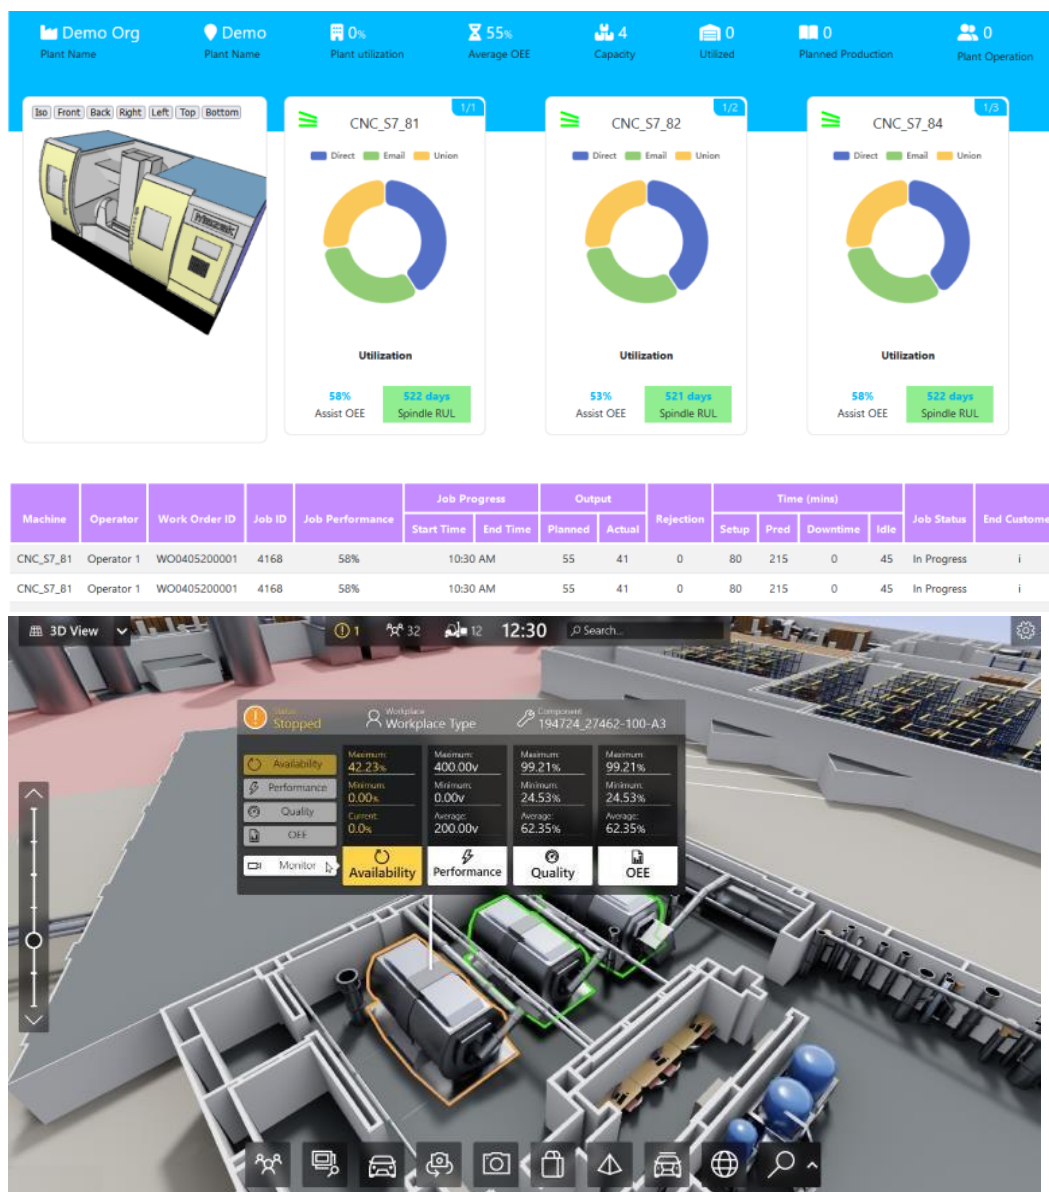 Demo Org
Demo
0%
55%
4
0
0
0
Plant Name
Plant Name
Plant utilization
Average OEE
Capacity
Utilized
Planned Production
Plant Operation
Iso Front Back Right Left Top Bottom
Mazak
1/1
CNC_S7_81
Direct Email Union
Utilization
58%
522 days
Assist OEE
Spindle RUL
1/2
CNC_S7_82
Direct Email Union
Utilization
53%
521 days
Assist OEE
Spindle RUL
1/3
CNC_S7_84
Direct Email Union
Utilization
58%
522 days
Assist OEE
Spindle RUL
Machine Operator Work Order ID Job ID Job Performance Job Progress Output Rejection Time (mins) Job Status End Custome
Start Time End Time Planned Actual Setup Pred Downtime Idle
CNC_S7_81 Operator 1 WO0405200001 4168 58% 10:30 AM 55 41 0 80 215 0 45 In Progress i
CNC_S7_81 Operator 1 WO0405200001 4168 58% 10:30 AM 55 41 0 80 215 0 45 In Progress i
3D View
1 32 12 12:30 Search...
Status
Stopped
Workplace
Workplace Type
Component
194724_27462-100-A3
Availability
Performance
Quality
OEE
Monitor
Maximum:
42.23%
Minimum:
0.00%
Current:
0.0%
Availability
Maximum:
400.00v
Minimum:
0.00v
Average:
200.00v
Performance
Maximum:
99.21%
Minimum:
24.53%
Average:
62.35%
Quality
Maximum:
99.21%
Minimum:
24.53%
Average:
62.35%
OEE